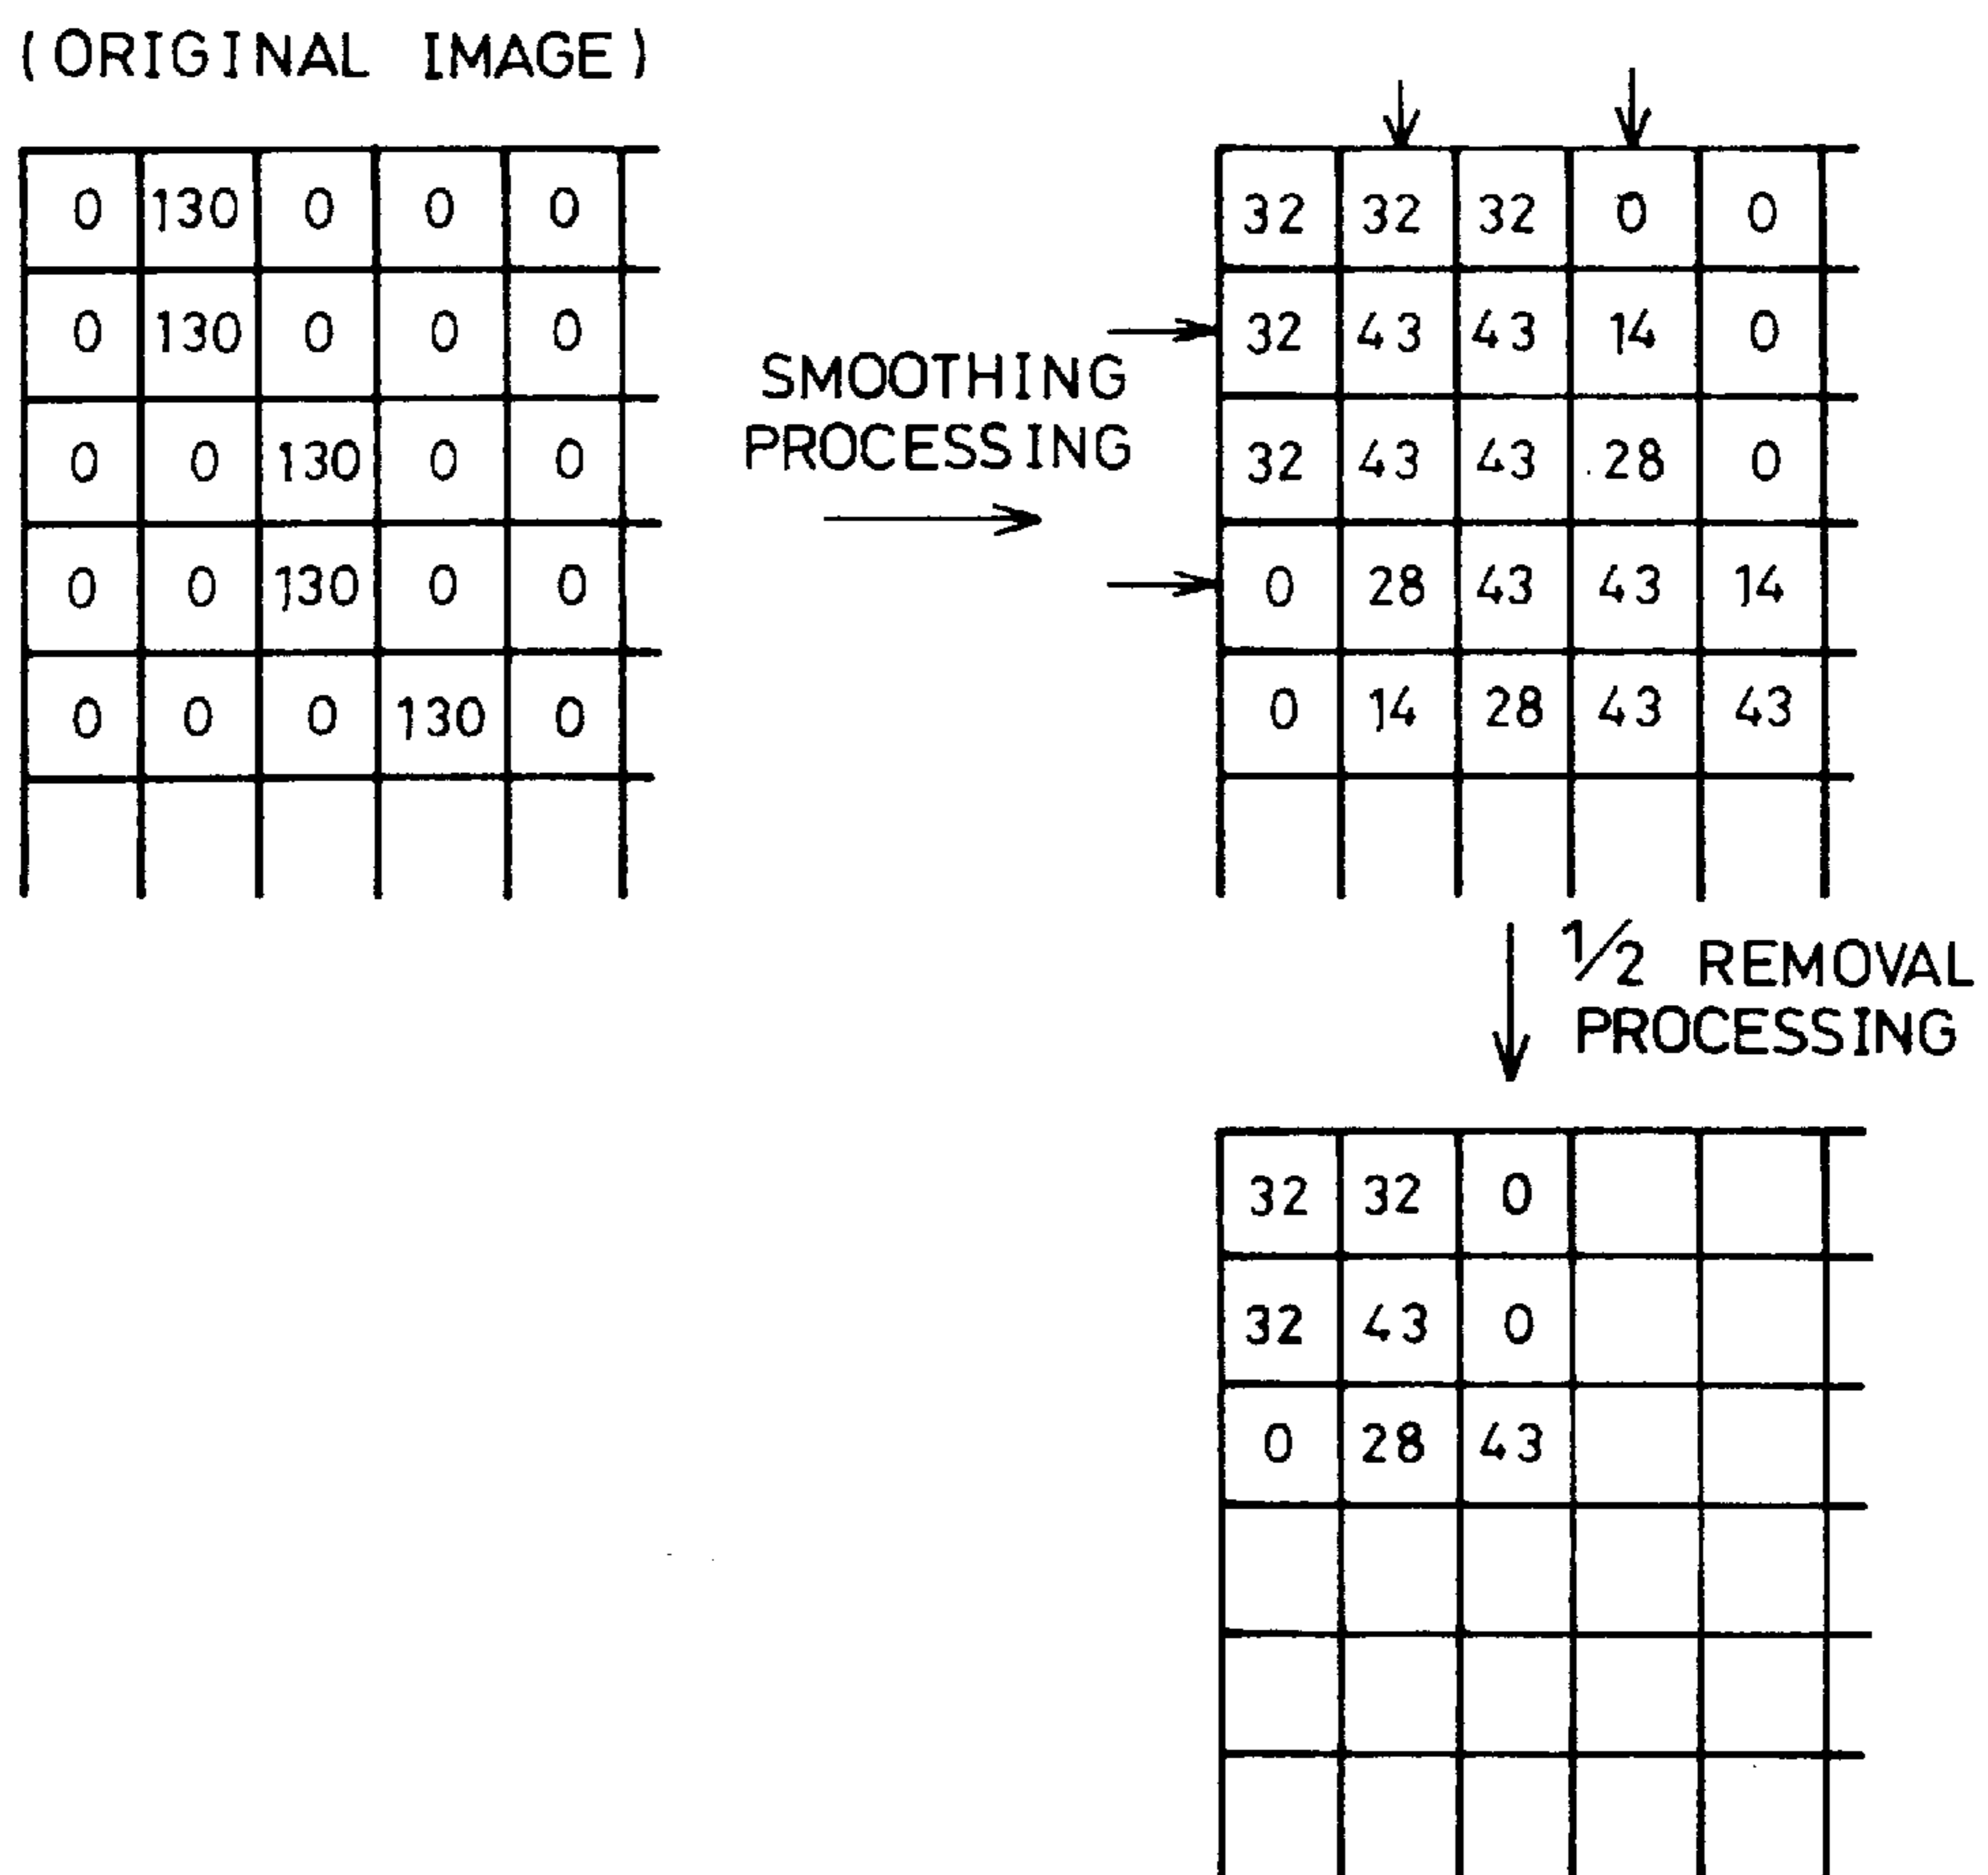 (ORIGINAL IMAGE)
0 130 0 0 0
0 130 0 0 0
0 0 130 0 0
0 0 130 0 0
0 0 0 130 0
SMOOTHING
PROCESSING
32 32 32 0 0
32 43 43 14 0
32 43 43 28 0
0 28 43 43 14
0 14 28 43 43
1/2 REMOVAL
PROCESSING
32 32 0
32 43 0
0 28 43